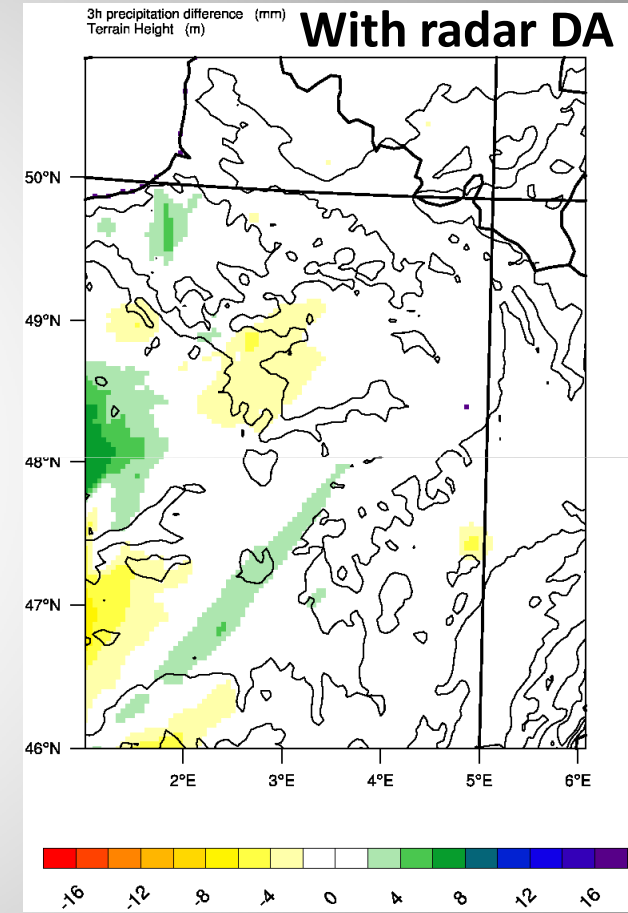 3h precipitation difference (mm)
Terrain Height (m)
With radar DA
50°N
49°N
48°N
47°N
46°N
2°E 3°E 4°E 5°E 6°E
-16 -12 -8 -4 0 4 8 12 16